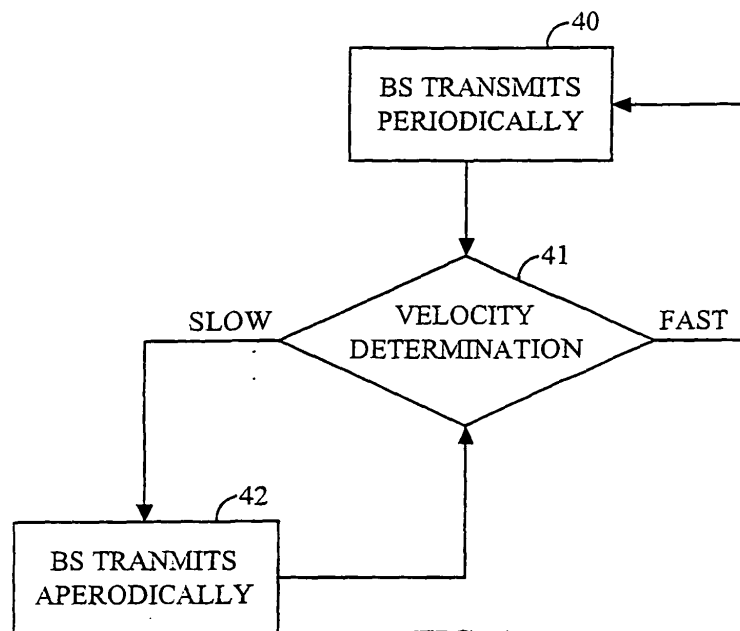 40
BS TRANSMITS
PERIODICALLY
41
VELOCITY
DETERMINATION
SLOW
FAST
42
BS TRANMITS
APERODICALLY